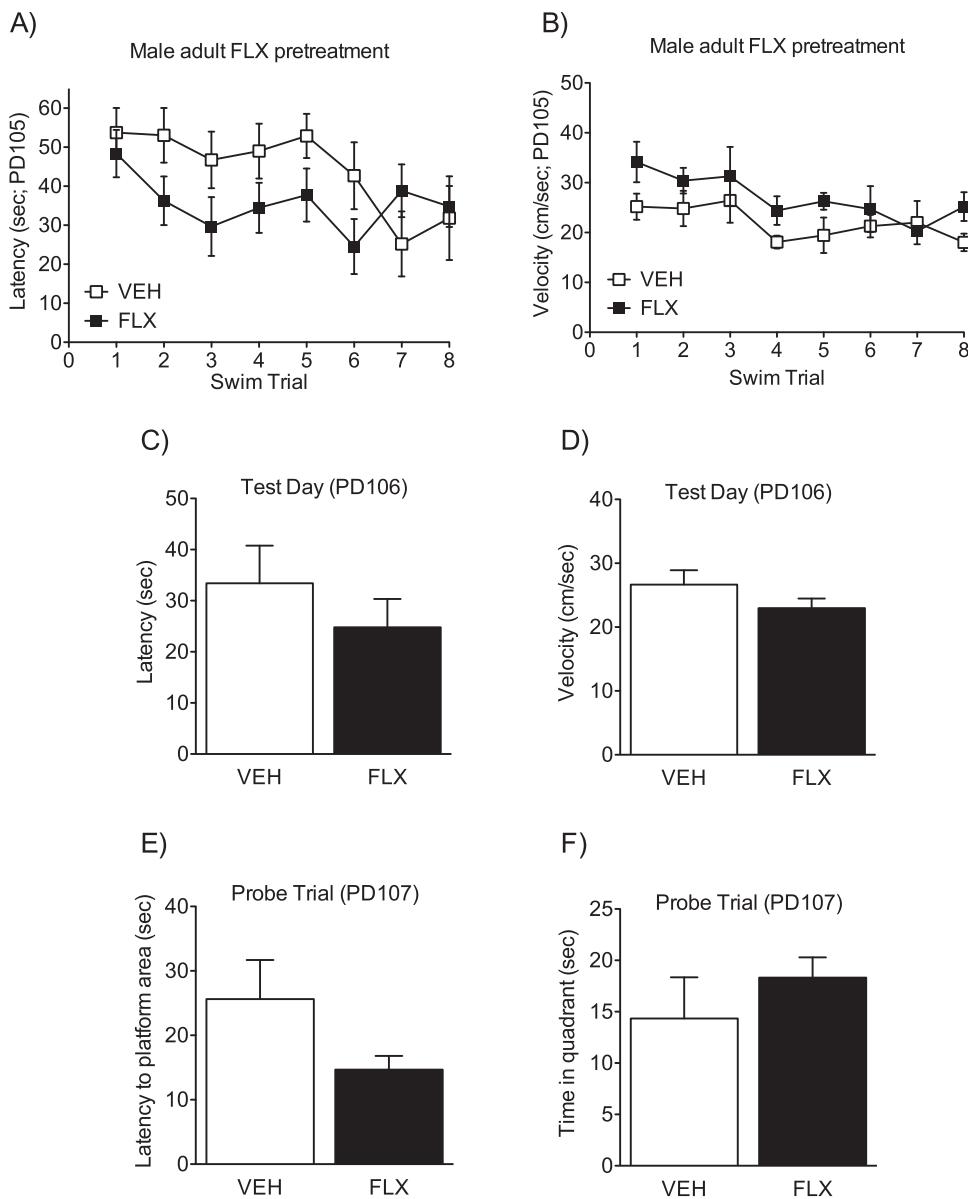 A)
Male adult FLX pretreatment
Latency (sec; PD105)
60
50
40
30
20
10
0
VEH
FLX
0 1 2 3 4 5 6 7 8
Swim Trial
B)
Male adult FLX pretreatment
Velocity (cm/sec; PD105)
50
40
30
20
10
0
VEH
FLX
0 1 2 3 4 5 6 7 8
Swim Trial
C)
Test Day (PD106)
Latency (sec)
50
40
30
20
10
0
VEH FLX
D)
Test Day (PD106)
Velocity (cm/sec)
40
30
20
10
0
VEH FLX
E)
Probe Trial (PD107)
Latency to platform area (sec)
40
30
20
10
0
VEH FLX
F)
Probe Trial (PD107)
Time in quadrant (sec)
25
20
15
10
5
0
VEH FLX